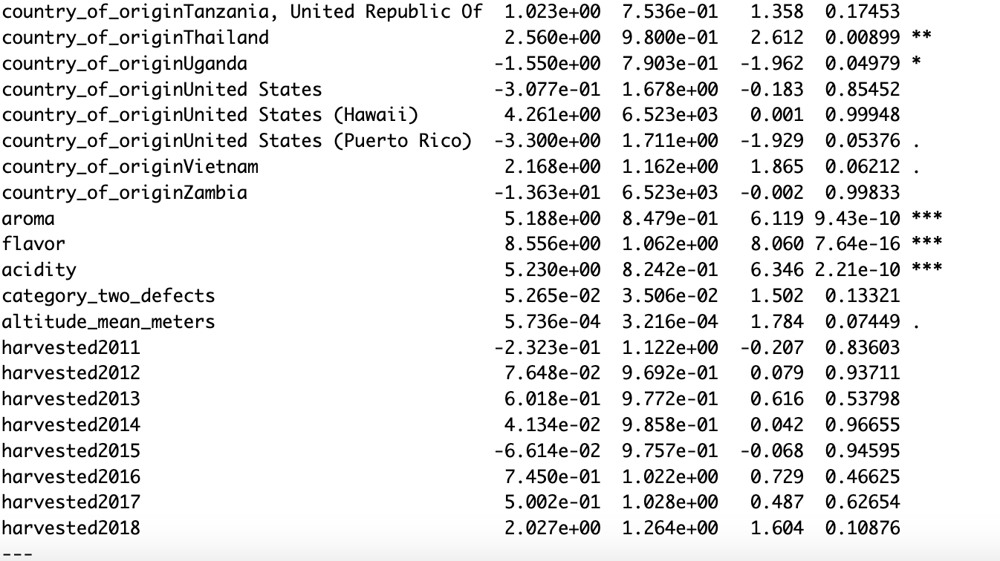 country_of_originTanzania, United Republic Of 1.023e+00 7.536e-01 1.358 0.17453
country_of_originThailand 2.560e+00 9.800e-01 2.612 0.00899 **
country_of_originUganda -1.550e+00 7.903e-01 -1.962 0.04979 *
country_of_originUnited States -3.077e-01 1.678e+00 -0.183 0.85452
country_of_originUnited States (Hawaii) 4.261e+00 6.523e+03 0.001 0.99948
country_of_originUnited States (Puerto Rico) -3.300e+00 1.711e+00 -1.929 0.05376 .
country_of_originVietnam 2.168e+00 1.162e+00 1.865 0.06212 .
country_of_originZambia -1.363e+01 6.523e+03 -0.002 0.99833
aroma 5.188e+00 8.479e-01 6.119 9.43e-10 ***
flavor 8.556e+00 1.062e+00 8.060 7.64e-16 ***
acidity 5.230e+00 8.242e-01 6.346 2.21e-10 ***
category_two_defects 5.265e-02 3.506e-02 1.502 0.13321
altitude_mean_meters 5.736e-04 3.216e-04 1.784 0.07449 .
harvested2011 -2.323e-01 1.122e+00 -0.207 0.83603
harvested2012 7.648e-02 9.692e-01 0.079 0.93711
harvested2013 6.018e-01 9.772e-01 0.616 0.53798
harvested2014 4.134e-02 9.858e-01 0.042 0.96655
harvested2015 -6.614e-02 9.757e-01 -0.068 0.94595
harvested2016 7.450e-01 1.022e+00 0.729 0.46625
harvested2017 5.002e-01 1.028e+00 0.487 0.62654
harvested2018 2.027e+00 1.264e+00 1.604 0.10876
---